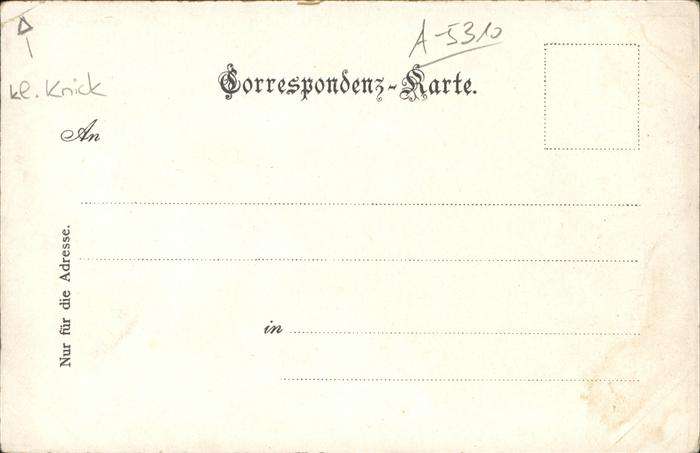 A-5310
kl. Knick
Correspondenz-Karte.
An
Nur für die Adresse.
in